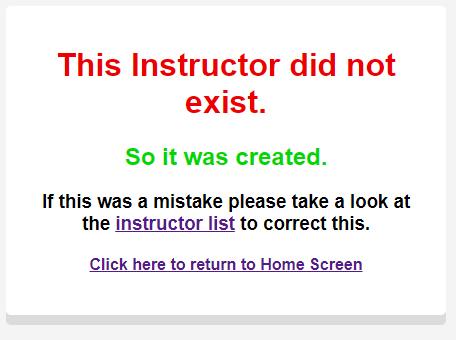 This Instructor did not
exist.
So it was created.
If this was a mistake please take a look at
the instructor list to correct this.
Click here to return to Home Screen